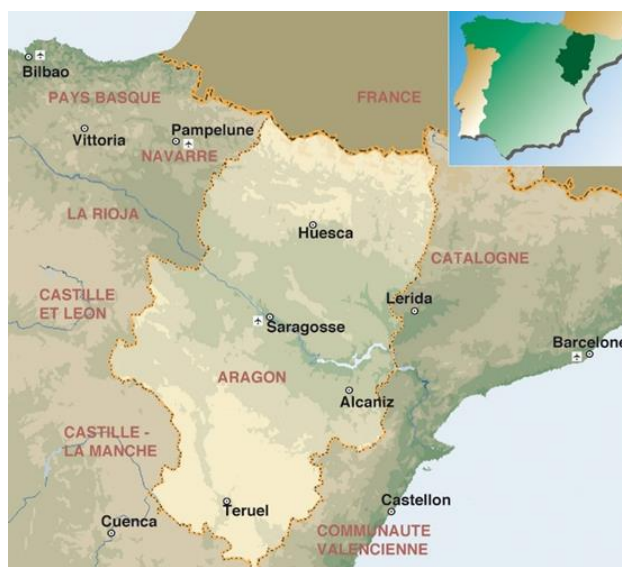 Bilbao
PAYS BASQUE
FRANCE
Vittoria
Pampelune
NAVARRE
LA RIOJA
Huesca
CATALOGNE
CASTILLE
ET LEON
Lerida
Saragosse
Barcelone
ARAGON
Alcaniz
CASTILLE -
LA MANCHE
Teruel
Castellon
Cuenca
COMMUNAUTE
VALENCIENNE